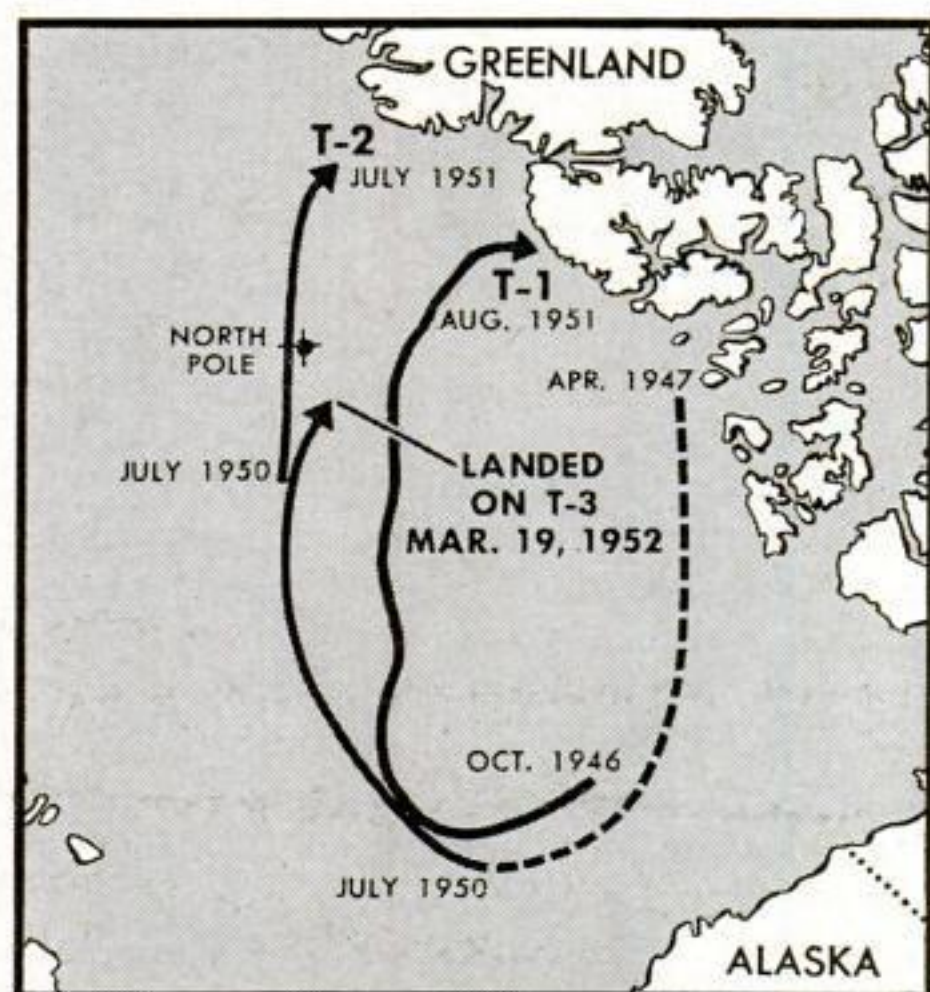 GREENLAND
T-2
JULY 1951
T-1
AUG. 1951
NORTH
POLE
APR. 1947
JULY 1950
LANDED
ON T-3
MAR. 19, 1952
OCT. 1946
JULY 1950
ALASKA